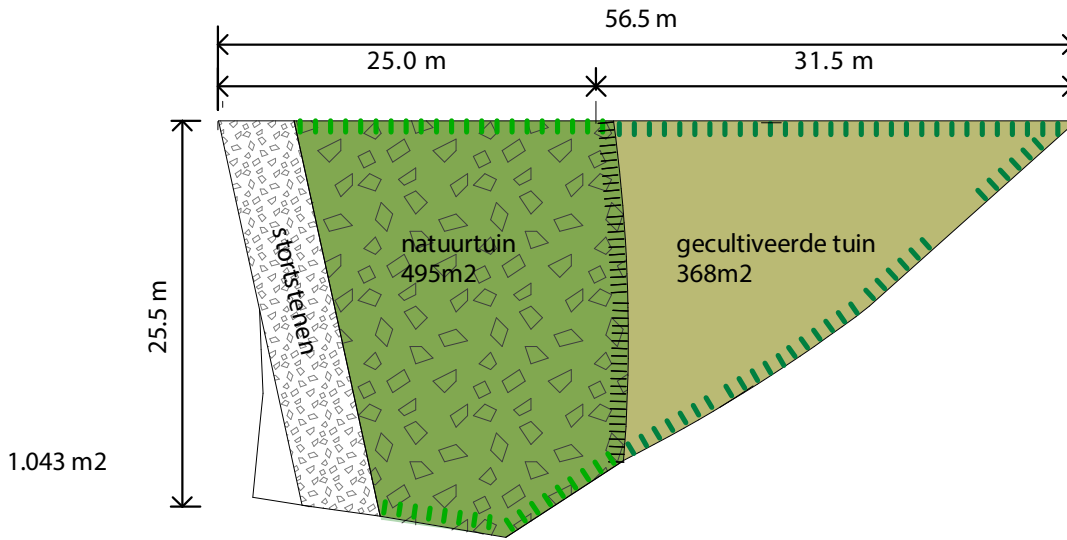 56.5 m
25.0 m
31.5 m
25.5 m
stortstenen
natuurtuin
495m2
gecultiveerde tuin
368m2
1.043 m2